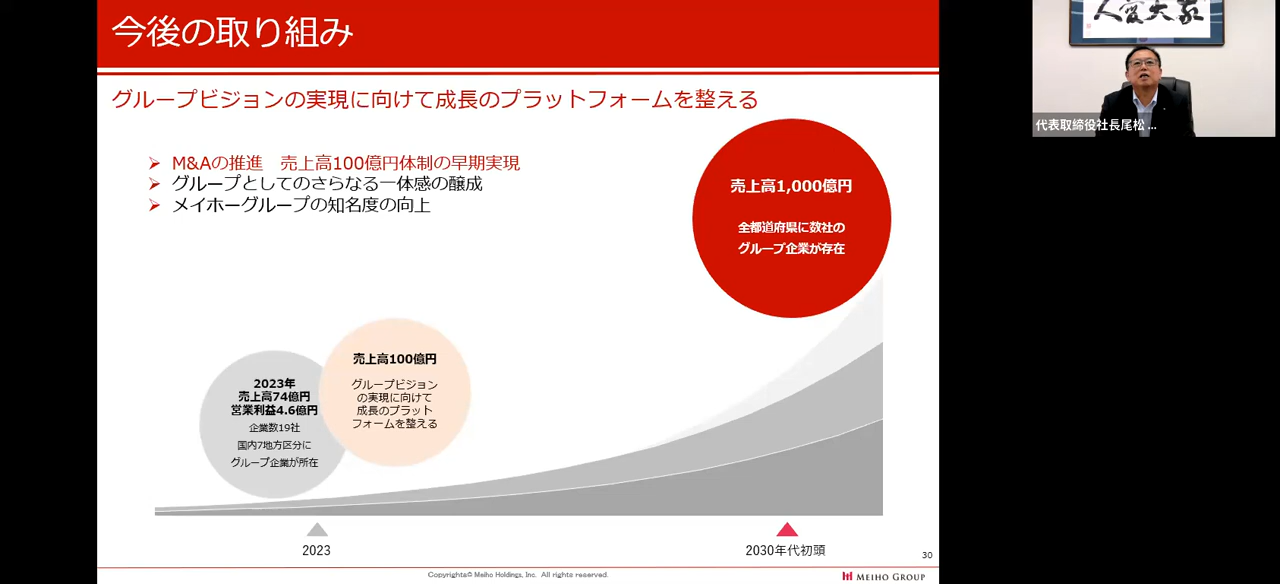 今後の取り組み
グループビジョンの実現に向けて成長のプラットフォームを整える
M&Aの推進　売上高100億円体制の早期実現
グループとしてのさらなる一体感の醸成
メイホーグループの知名度の向上
売上高1,000億円
全都道府県に数社の
グループ企業が存在
2023年
売上高74億円
営業利益4.6億円
企業数19社
国内7地方区分に
グループ企業が所在
売上高100億円
グループビジョン
の実現に向けて
成長のプラット
フォームを整える
2023
2030年代初頭
30
Copyrights© Meiho Holdings, Inc. All rights reserved.
MEIHO GROUP
代表取締役社長尾松 ...